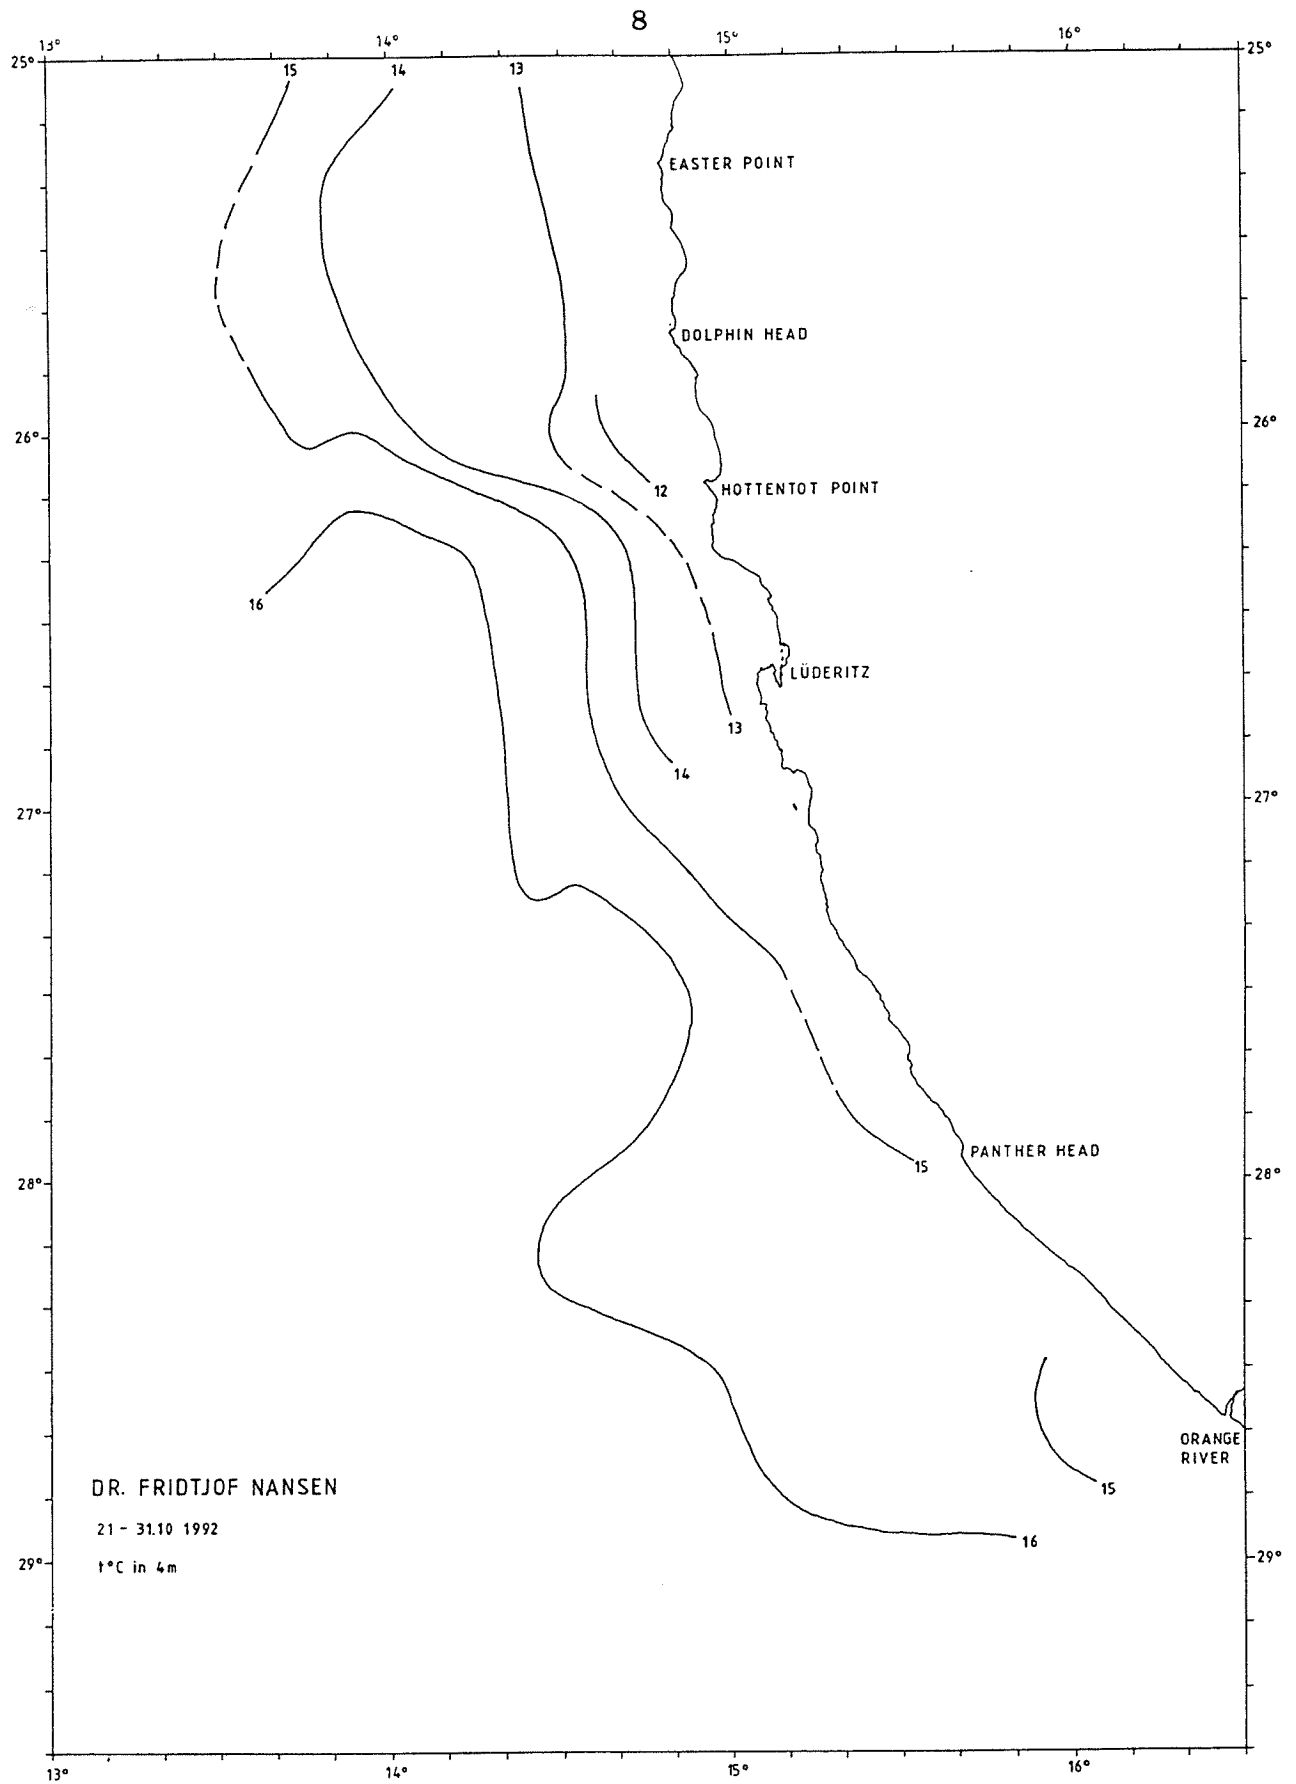 8
13° 14° 15° 16°
25° 25°
15 14 13
EASTER POINT
DOLPHIN HEAD
26° 26°
12
HOTTENTOT POINT
16
LÜDERITZ
13
14
27° 27°
PANTHER HEAD
15
28° 28°
ORANGE
RIVER
15
DR. FRIDTJOF NANSEN
21 - 31.10 1992
16
t°C in 4m
29° 29°
13° 14° 15° 16°